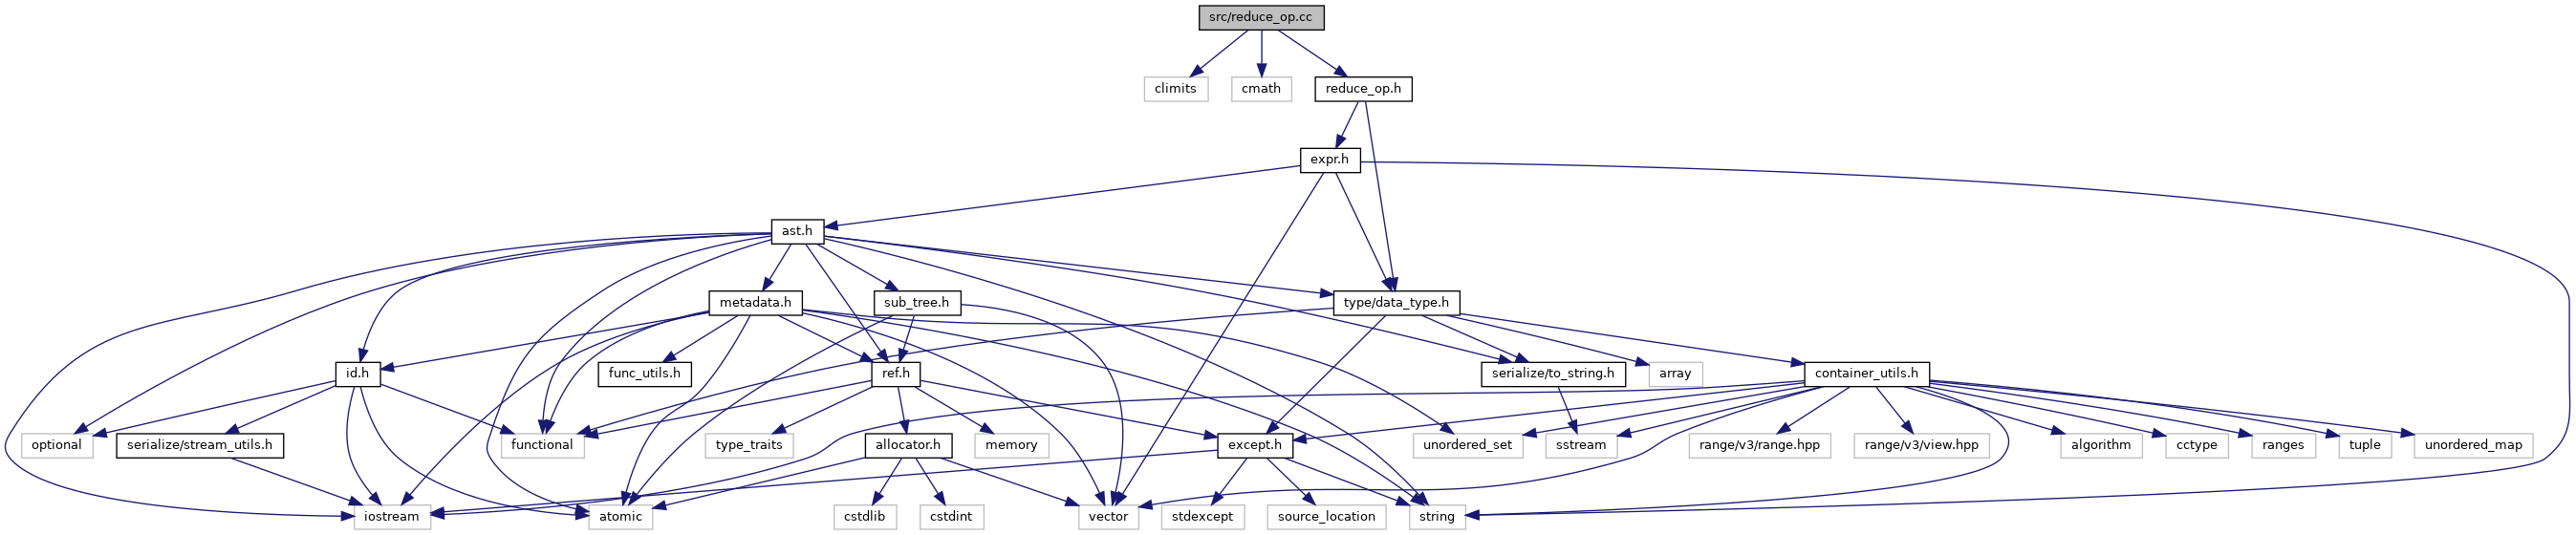 src/reduce_op.cc
climits
cmath
reduce_op.h
expr.h
ast.h
metadata.h
sub_tree.h
type/data_type.h
id.h
func_utils.h
ref.h
serialize/to_string.h
array
container_utils.h
optional
serialize/stream_utils.h
functional
type_traits
allocator.h
memory
except.h
unordered_set
sstream
range/v3/range.hpp
range/v3/view.hpp
algorithm
cctype
ranges
tuple
unordered_map
iostream
atomic
cstdlib
cstdint
vector
stdexcept
source_location
string